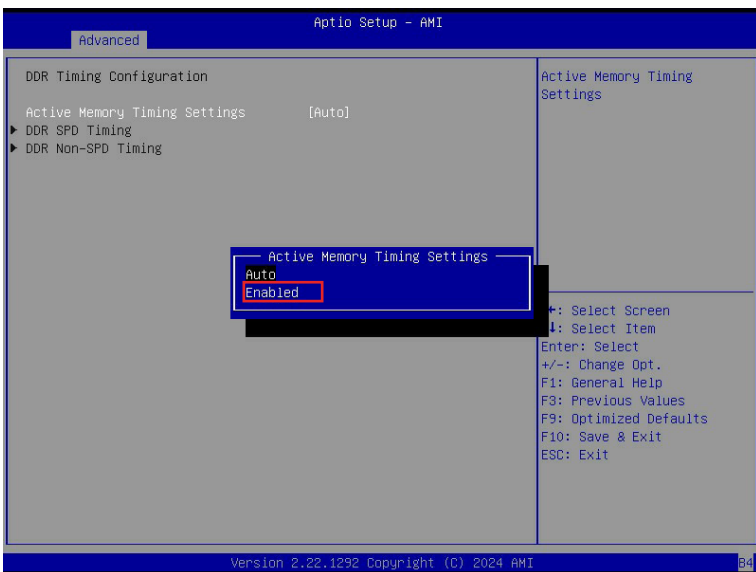 Aptio Setup - AMI
Advanced
DDR Timing Configuration
Active Memory Timing Settings [Auto]
DDR SPD Timing
DDR Non-SPD Timing
Active Memory Timing Settings
Active Memory Timing Settings
Auto
Enabled
←: Select Screen
↓: Select Item
Enter: Select
+/-: Change Opt.
F1: General Help
F3: Previous Values
F9: Optimized Defaults
F10: Save & Exit
ESC: Exit
Version 2.22.1292 Copyright (C) 2024 AMI
B4